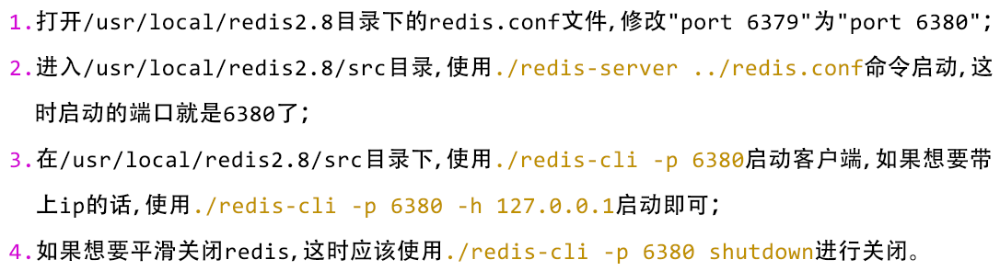 1.打开/usr/local/redis2.8目录下的redis.conf文件,修改"port 6379"为"port 6380";
2.进入/usr/local/redis2.8/src目录,使用./redis-server ../redis.conf命令启动,这
时启动的端口就是6380了;
3.在/usr/local/redis2.8/src目录下,使用./redis-cli -p 6380启动客户端,如果想要带
上ip的话,使用./redis-cli -p 6380 -h 127.0.0.1启动即可;
4.如果想要平滑关闭redis,这时应该使用./redis-cli -p 6380 shutdown进行关闭。